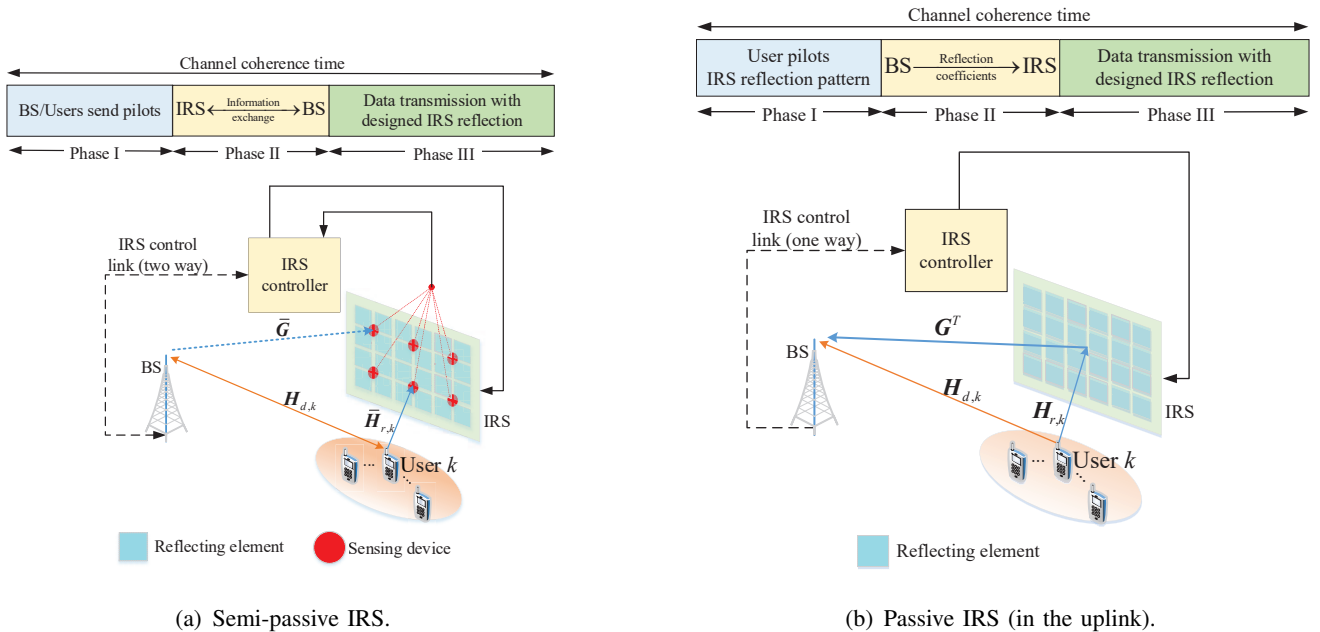 Channel coherence time
BS/Users send pilots
IRS ⟷ BS
Information
exchange
Data transmission with
designed IRS reflection
Phase I
Phase II
Phase III
IRS control
link (two way)
IRS
controller
Ḡ
BS
H_{d,k}
H̄_{r,k}
IRS
... User k
...
Reflecting element
Sensing device
(a) Semi-passive IRS.
Channel coherence time
User pilots
IRS reflection pattern
BS ⟶ IRS
Reflection
coefficients
Data transmission with
designed IRS reflection
Phase I
Phase II
Phase III
IRS control
link (one way)
IRS
controller
G^T
BS
H_{d,k}
H_{r,k}
IRS
... User k
...
Reflecting element
(b) Passive IRS (in the uplink).